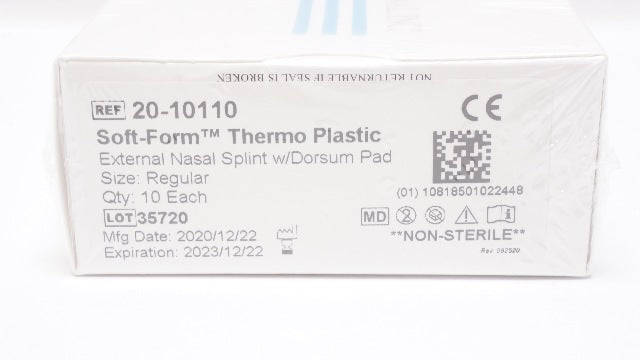 NOT RETURNABLE IF SEAL IS BROKEN
REF 20-10110
Soft-Form™ Thermo Plastic
External Nasal Splint w/Dorsum Pad
Size: Regular
Qty: 10 Each
LOT 35720
Mfg Date: 2020/12/22
Expiration: 2023/12/22
CE
(01) 10818501022448
MD
**NON-STERILE**
Rev. 092520